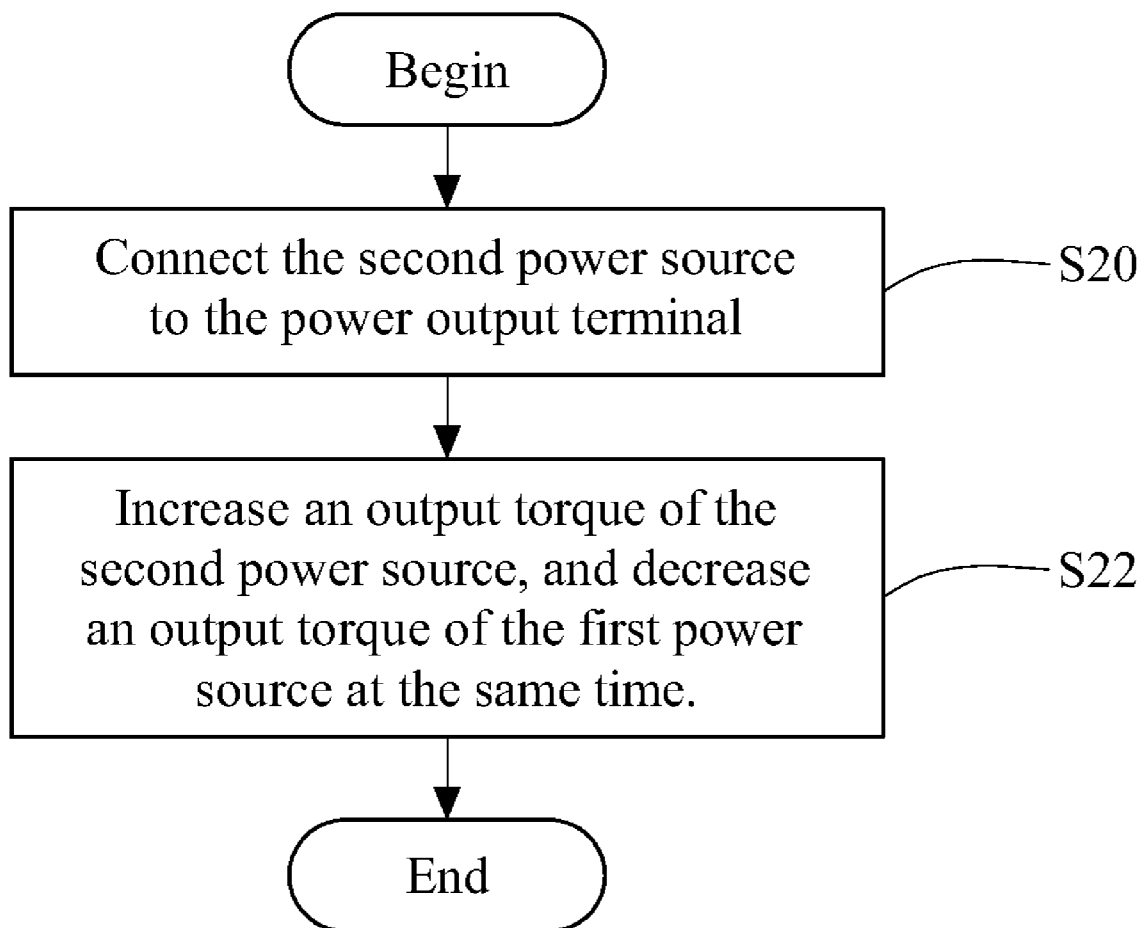 Begin
Connect the second power source
to the power output terminal
S20
Increase an output torque of the
second power source, and decrease
an output torque of the first power
source at the same time.
S22
End